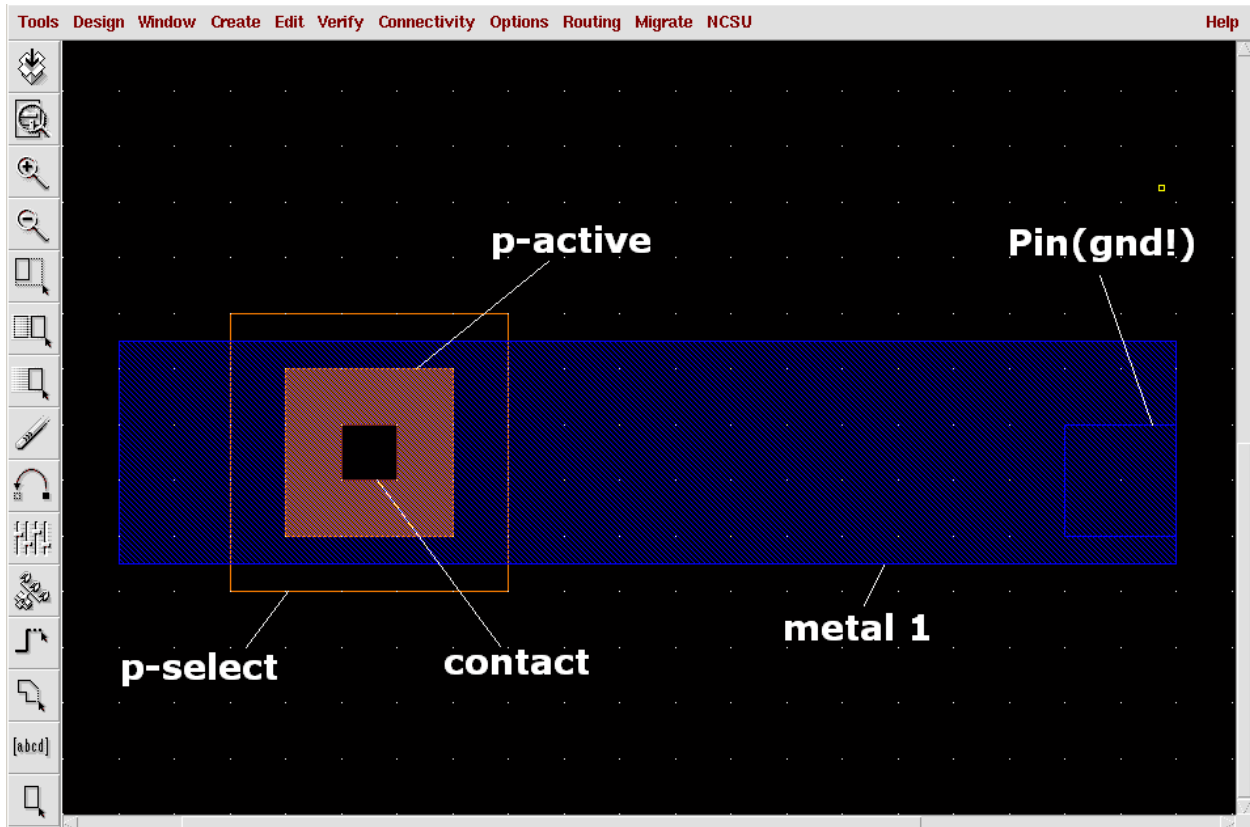 Tools Design Window Create Edit Verify Connectivity Options Routing Migrate NCSU Help
p-active
Pin(gnd!)
metal 1
p-select
contact
[abcd]